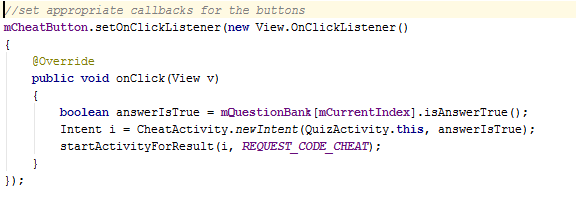 //set appropriate callbacks for the buttons
mCheatButton.setOnClickListener(new View.OnClickListener()
{
    @Override
    public void onClick(View v)
    {
        boolean answerIsTrue = mQuestionBank[mCurrentIndex].isAnswerTrue();
        Intent i = CheatActivity.newIntent(QuizActivity.this, answerIsTrue);
        startActivityForResult(i, REQUEST_CODE_CHEAT);
    }
});